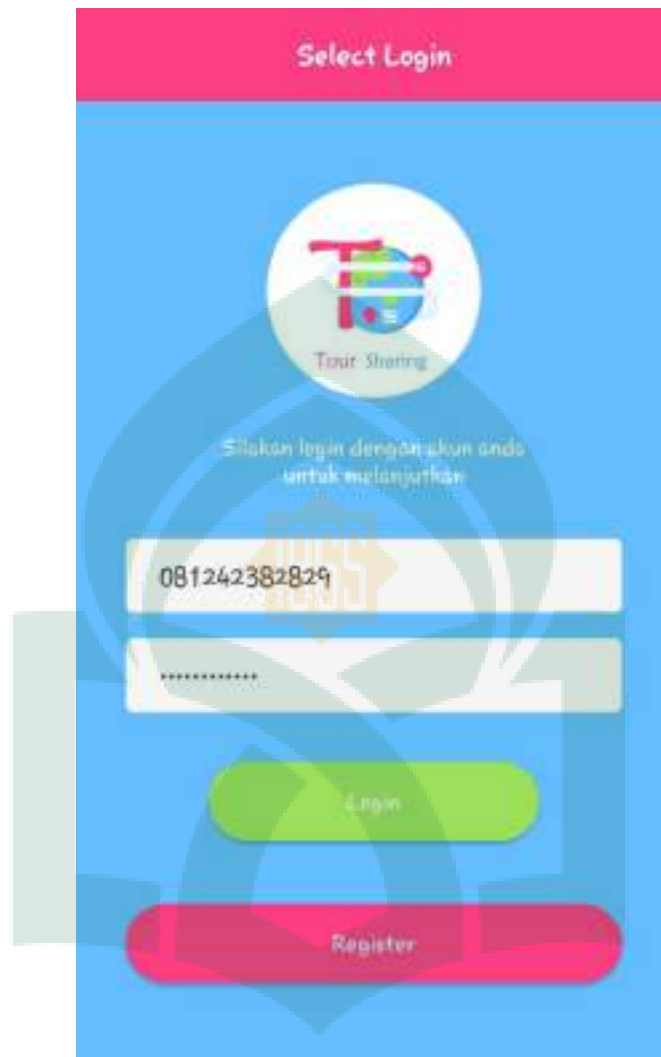 Select Login
Tour Sharing
Silakan login dengan akun anda
untuk melanjutkan
081242382829
............
Login
Register